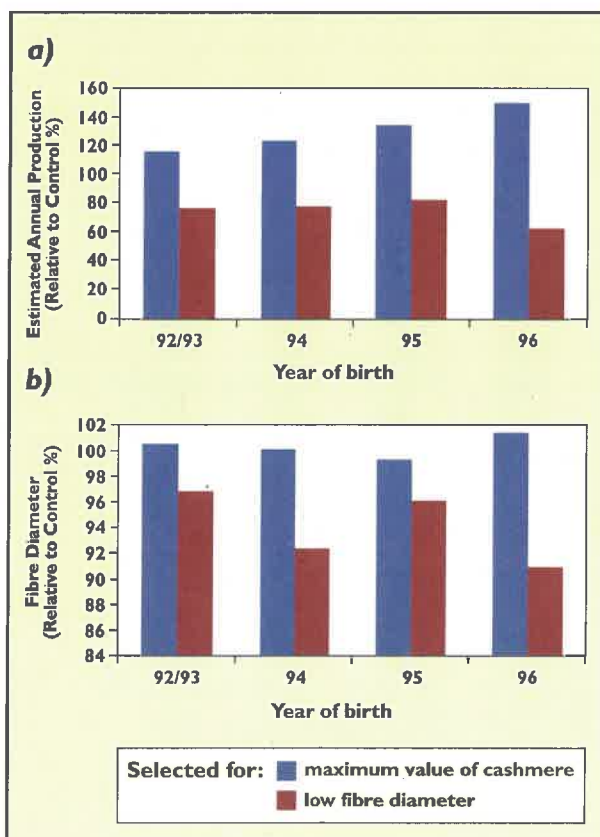 a)
Estimated Annual Production
(Relative to Control %)
160
140
120
100
80
60
40
20
0
92/93 94 95 96
Year of birth
b)
Fibre Diameter
(Relative to Control %)
102
100
98
96
94
92
90
88
86
84
92/93 94 95 96
Year of birth
Selected for: maximum value of cashmere
low fibre diameter